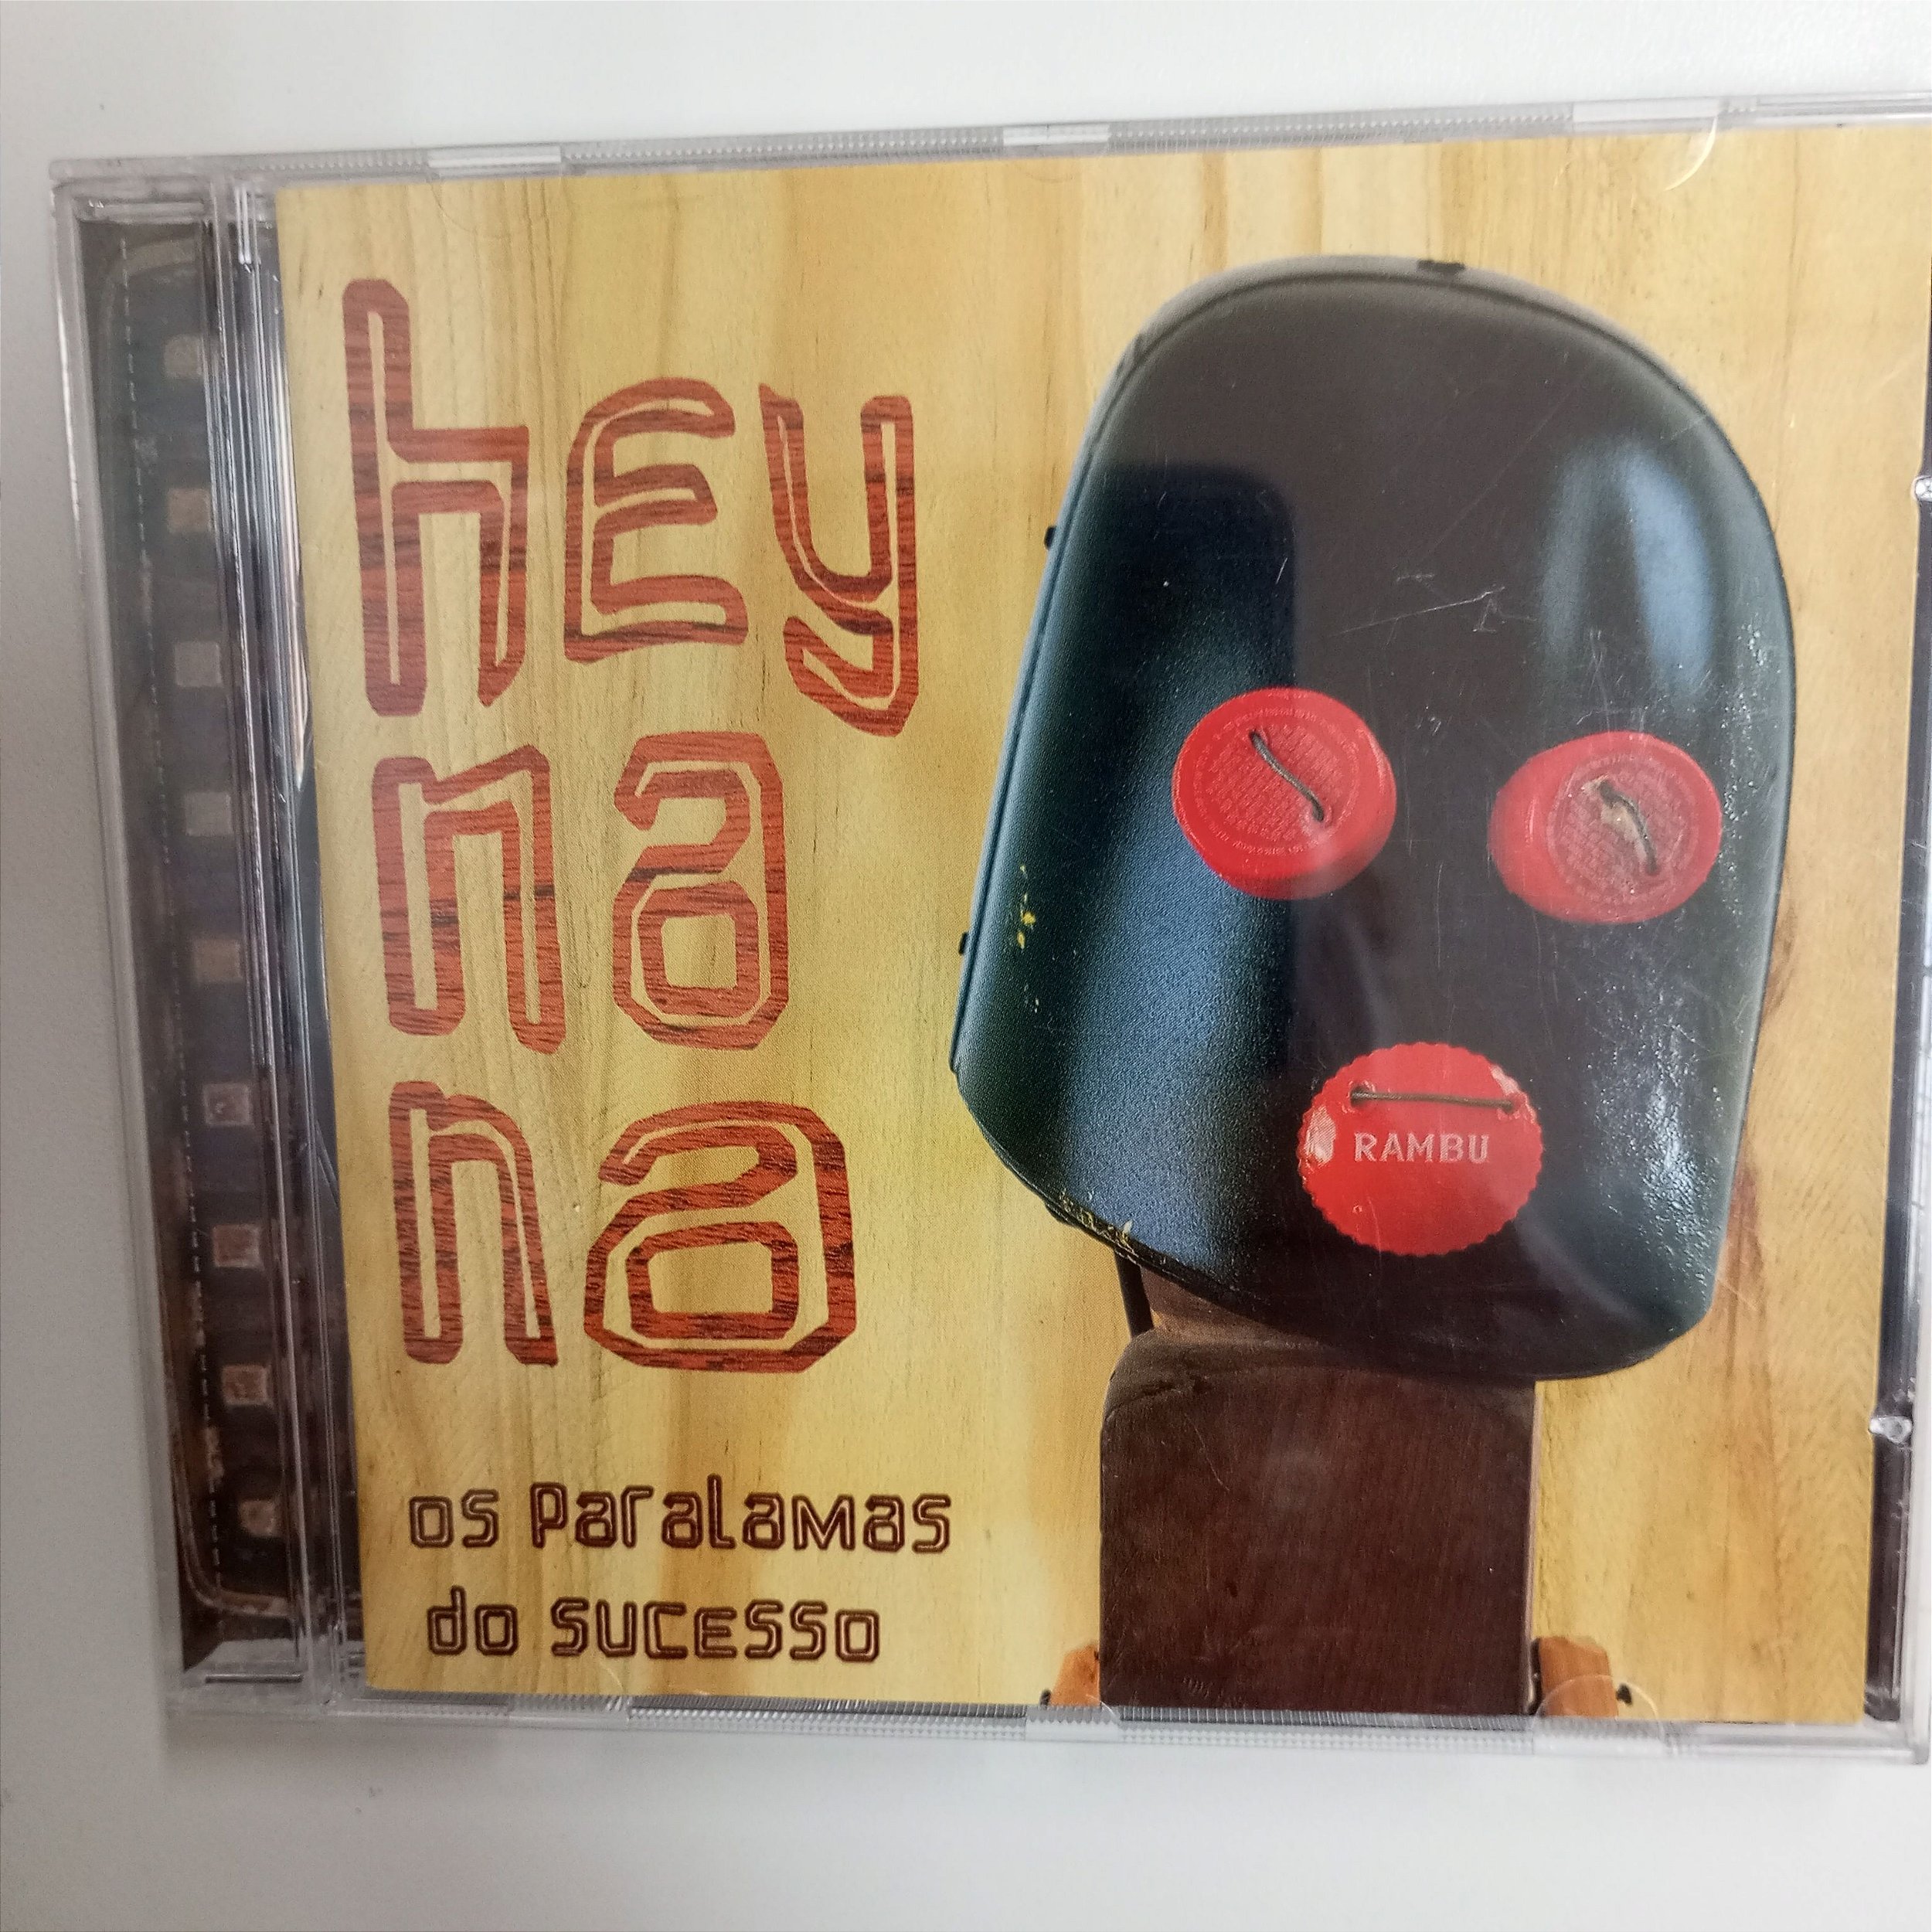 hey
na
na
os paralamas
do sucesso
RAMBU